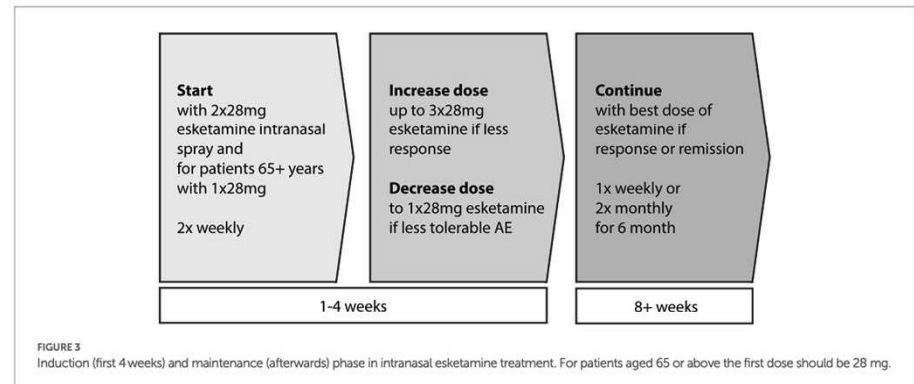 Start
with 2x28mg
esketamine intranasal
spray and
for patients 65+ years
with 1x28mg
2x weekly
Increase dose
up to 3x28mg
esketamine if less
response
Decrease dose
to 1x28mg esketamine
if less tolerable AE
Continue
with best dose of
esketamine if
response or remission
1x weekly or
2x monthly
for 6 month
1-4 weeks
8+ weeks
FIGURE 3
Induction (first 4 weeks) and maintenance (afterwards) phase in intranasal esketamine treatment. For patients aged 65 or above the first dose should be 28 mg.